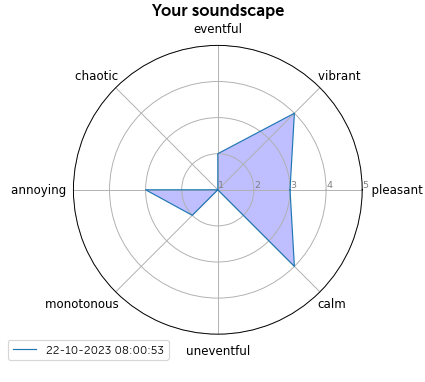 Your soundscape
eventful
chaotic
vibrant
annoying
1
2
3
4
5
pleasant
monotonous
calm
22-10-2023 08:00:53
uneventful